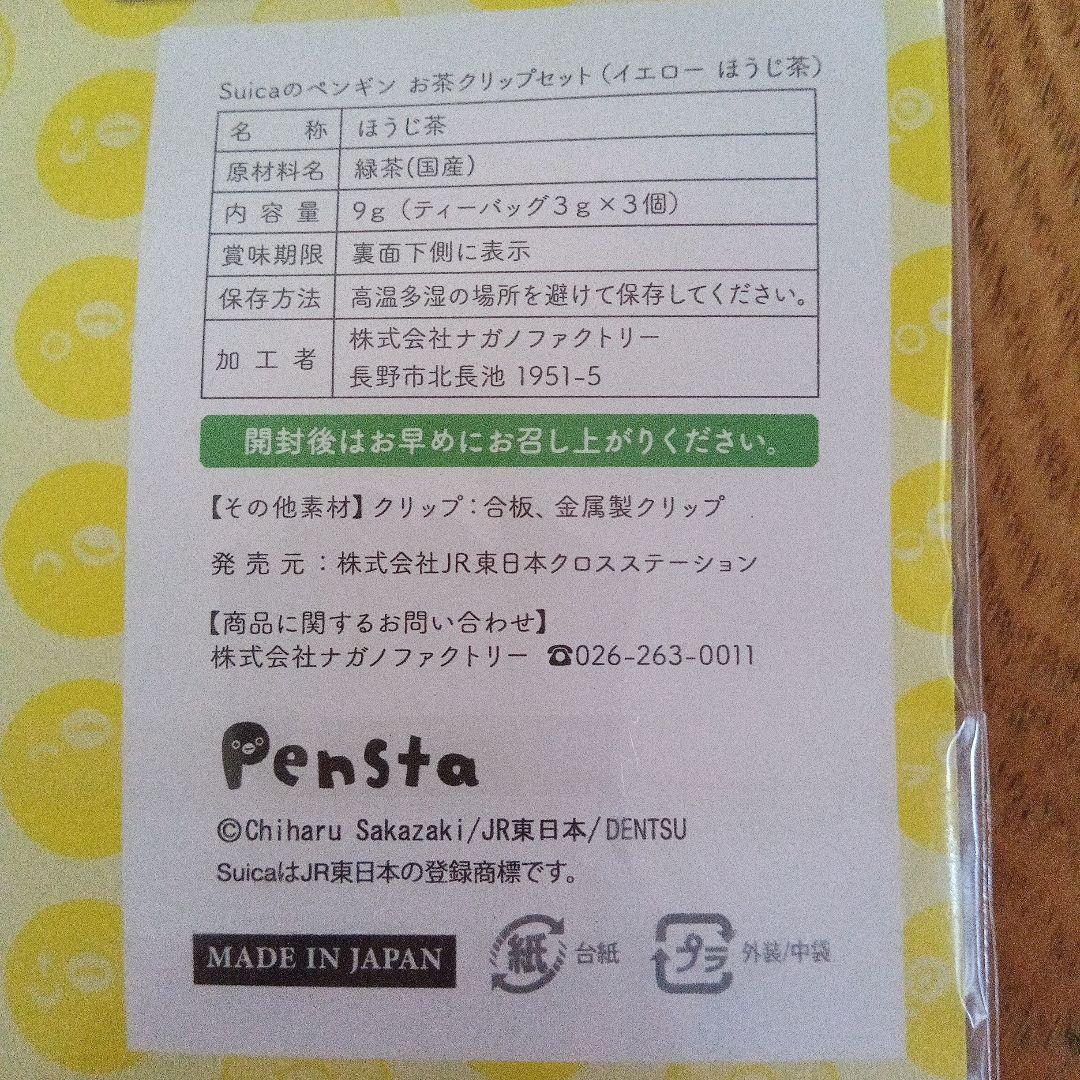 Suicaのペンギン お茶クリップセット（イエロー ほうじ茶）
名称 ほうじ茶
原材料名 緑茶(国産)
内容量 9g（ティーバッグ3g×3個）
賞味期限 裏面下側に表示
保存方法 高温多湿の場所を避けて保存してください。
加工者 株式会社ナガノファクトリー
長野市北長池 1951-5
開封後はお早めにお召し上がりください。
【その他素材】クリップ：合板、金属製クリップ
発売元：株式会社JR東日本クロスステーション
【商品に関するお問い合わせ】
株式会社ナガノファクトリー ☎026-263-0011
Pensta
©Chiharu Sakazaki/JR東日本/DENTSU
SuicaはJR東日本の登録商標です。
MADE IN JAPAN 紙 台紙 プラ 外装/中袋